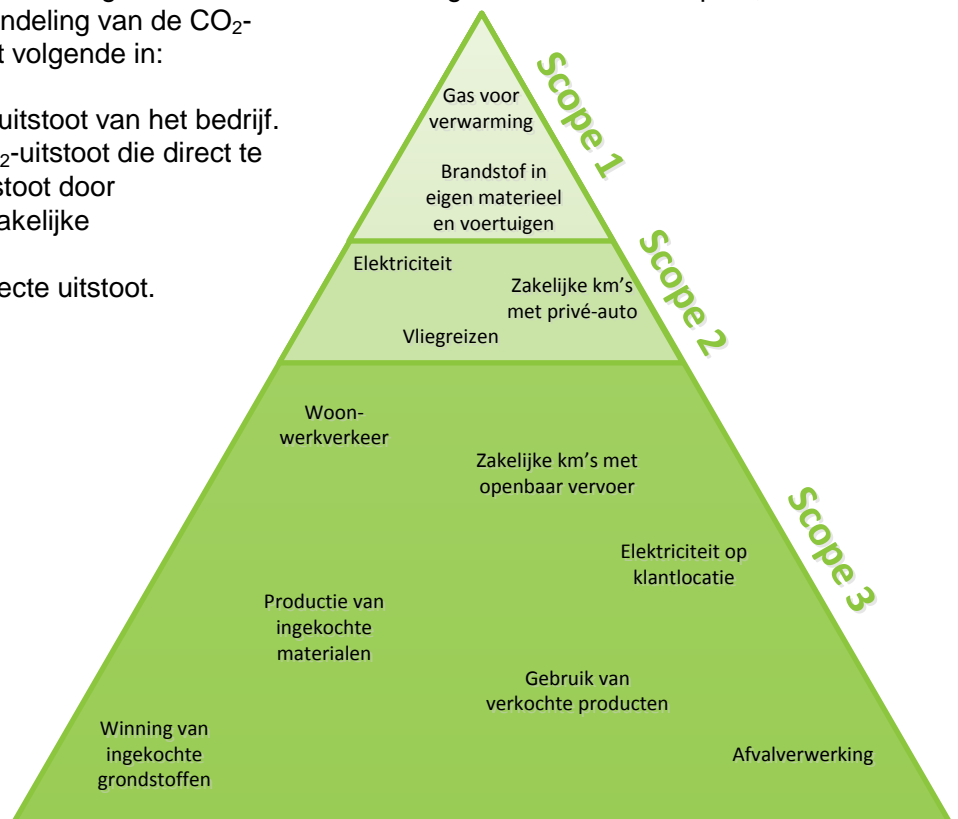 ndeling van de CO₂-
t volgende in:
uitstoot van het bedrijf.
₂-uitstoot die direct te
stoot door
akelijke
ecte uitstoot.
Scope 1
Gas voor
verwarming
Brandstof in
eigen materieel
en voertuigen
Scope 2
Elektriciteit
Zakelijke km's
met privé-auto
Vliegreizen
Scope 3
Woon-
werkverkeer
Zakelijke km's met
openbaar vervoer
Elektriciteit op
klantlocatie
Productie van
ingekochte
materialen
Gebruik van
verkochte producten
Winning van
ingekochte
grondstoffen
Afvalverwerking